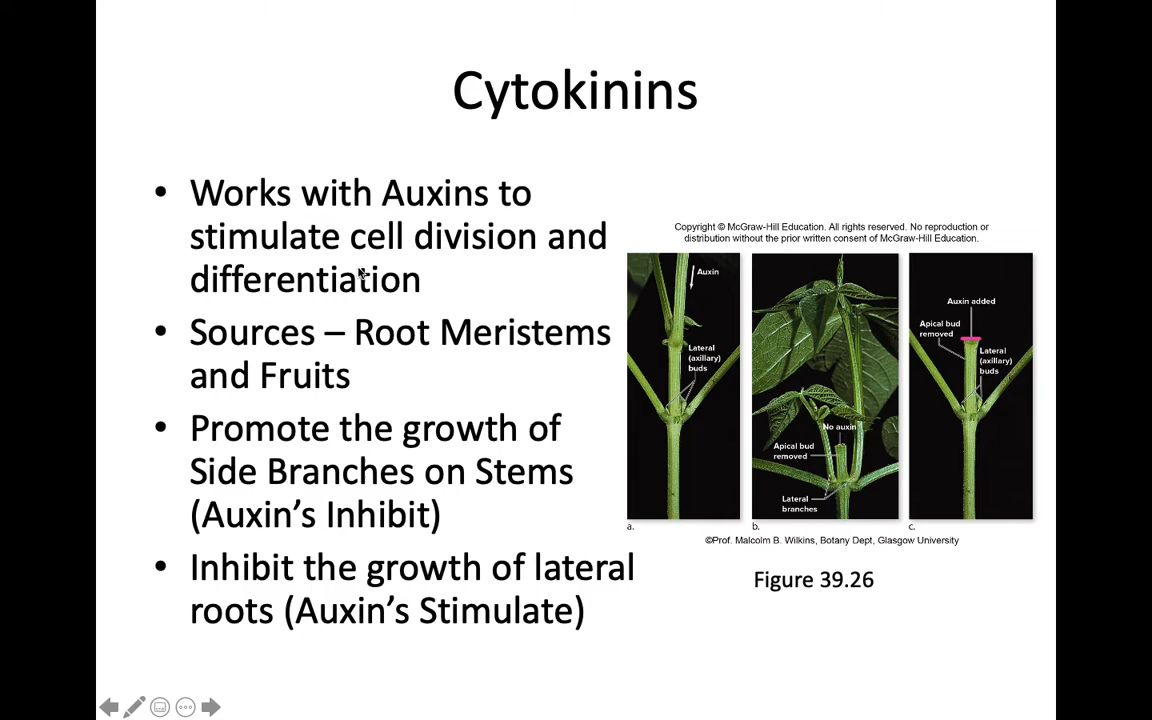 Cytokinins
• Works with Auxins to
stimulate cell division and
differentiation
• Sources – Root Meristems
and Fruits
• Promote the growth of
Side Branches on Stems
(Auxin’s Inhibit)
• Inhibit the growth of lateral
roots (Auxin’s Stimulate)
Copyright © McGraw-Hill Education. All rights reserved. No reproduction or
distribution without the prior written consent of McGraw-Hill Education.
Auxin
Lateral
(axillary)
buds
a.
No auxin
Apical bud
removed
Lateral
branches
b.
Auxin added
Apical bud
removed
Lateral
(axillary)
buds
c.
©Prof. Malcolm B. Wilkins, Botany Dept, Glasgow University
Figure 39.26